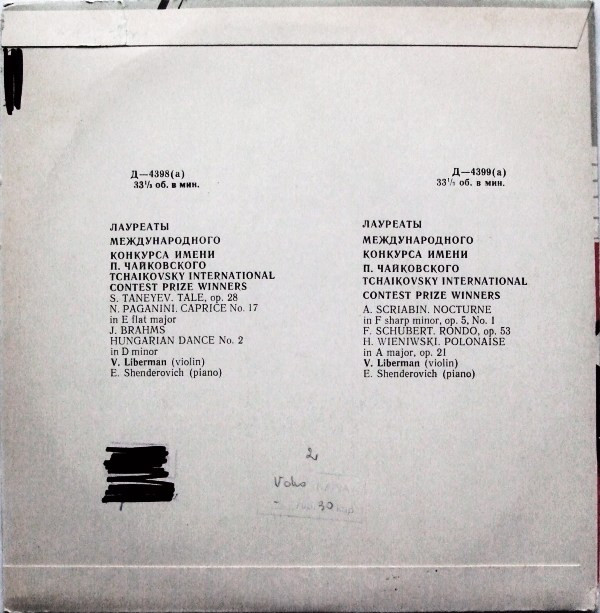 Д—4398(а)
33⅓ об. в мин.
ЛАУРЕАТЫ
МЕЖДУНАРОДНОГО
КОНКУРСА ИМЕНИ
П. ЧАЙКОВСКОГО
TCHAIKOVSKY INTERNATIONAL
CONTEST PRIZE WINNERS
S. TANEYEV. TALE, op. 28
N. PAGANINI. CAPRICE No. 17
in E flat major
J. BRAHMS
HUNGARIAN DANCE No. 2
in D minor
V. Liberman (violin)
E. Shenderovich (piano)
Д—4399(а)
33⅓ об. в мин.
ЛАУРЕАТЫ
МЕЖДУНАРОДНОГО
КОНКУРСА ИМЕНИ
П. ЧАЙКОВСКОГО
TCHAIKOVSKY INTERNATIONAL
CONTEST PRIZE WINNERS
A. SCRIABIN. NOCTURNE
in F sharp minor, op. 5, No. 1
F. SCHUBERT. RONDO, op. 53
H. WIENIWSKI. POLONAISE
in A major, op. 21
V. Liberman (violin)
E. Shenderovich (piano)
2
30